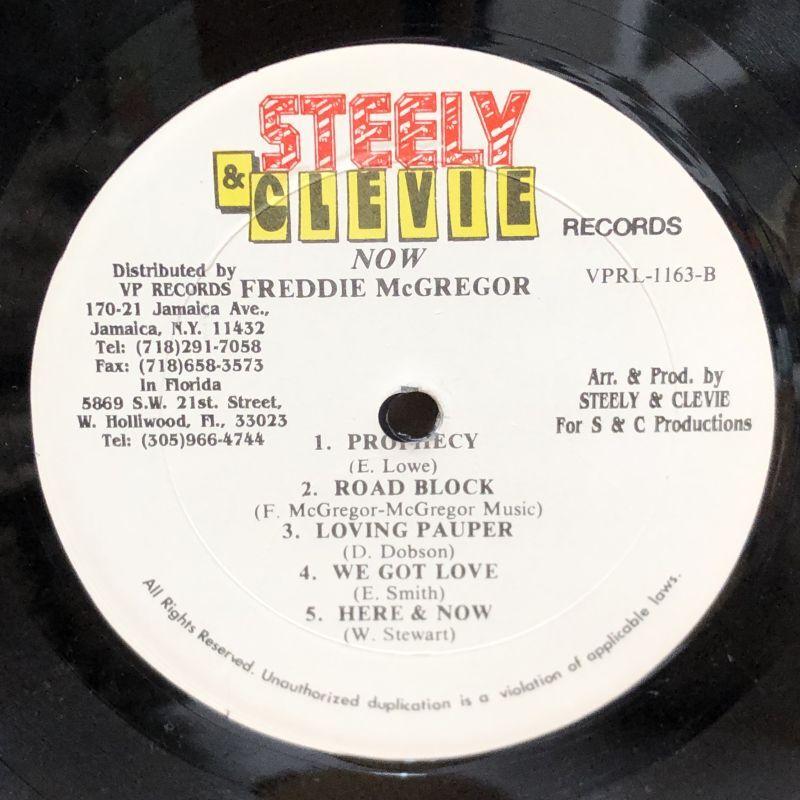 STEELY
& CLEVIE
RECORDS
NOW
FREDDIE McGREGOR
VPRL-1163-B
Distributed by
VP RECORDS
170-21 Jamaica Ave.,
Jamaica, N.Y. 11432
Tel: (718)291-7058
Fax: (718)658-3573
In Florida
5869 S.W. 21st. Street,
W. Holliwood, Fl., 33023
Tel: (305)966-4744
Arr. & Prod. by
STEELY & CLEVIE
For S & C Productions
1. PROPHECY
(E. Lowe)
2. ROAD BLOCK
(F. McGregor-McGregor Music)
3. LOVING PAUPER
(D. Dobson)
4. WE GOT LOVE
(E. Smith)
5. HERE & NOW
(W. Stewart)
All Rights Reserved. Unauthorized duplication is a violation of applicable laws.